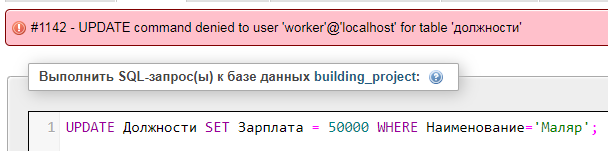 #1142 - UPDATE command denied to user 'worker'@'localhost' for table 'должности'
Выполнить SQL-запрос(ы) к базе данных building_project:
1 UPDATE Должности SET Зарплата = 50000 WHERE Наименование='Маляр';